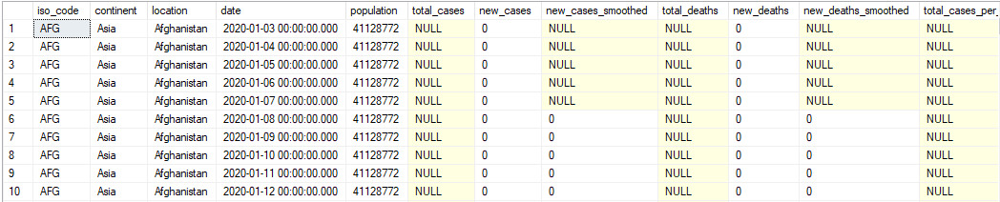 iso_code continent location date population total_cases new_cases new_cases_smoothed total_deaths new_deaths new_deaths_smoothed total_cases_per_
1 AFG Asia Afghanistan 2020-01-03 00:00:00.000 41128772 NULL 0 NULL NULL 0 NULL NULL
2 AFG Asia Afghanistan 2020-01-04 00:00:00.000 41128772 NULL 0 NULL NULL 0 NULL NULL
3 AFG Asia Afghanistan 2020-01-05 00:00:00.000 41128772 NULL 0 NULL NULL 0 NULL NULL
4 AFG Asia Afghanistan 2020-01-06 00:00:00.000 41128772 NULL 0 NULL NULL 0 NULL NULL
5 AFG Asia Afghanistan 2020-01-07 00:00:00.000 41128772 NULL 0 NULL NULL 0 NULL NULL
6 AFG Asia Afghanistan 2020-01-08 00:00:00.000 41128772 NULL 0 0 NULL 0 0 NULL
7 AFG Asia Afghanistan 2020-01-09 00:00:00.000 41128772 NULL 0 0 NULL 0 0 NULL
8 AFG Asia Afghanistan 2020-01-10 00:00:00.000 41128772 NULL 0 0 NULL 0 0 NULL
9 AFG Asia Afghanistan 2020-01-11 00:00:00.000 41128772 NULL 0 0 NULL 0 0 NULL
10 AFG Asia Afghanistan 2020-01-12 00:00:00.000 41128772 NULL 0 0 NULL 0 0 NULL